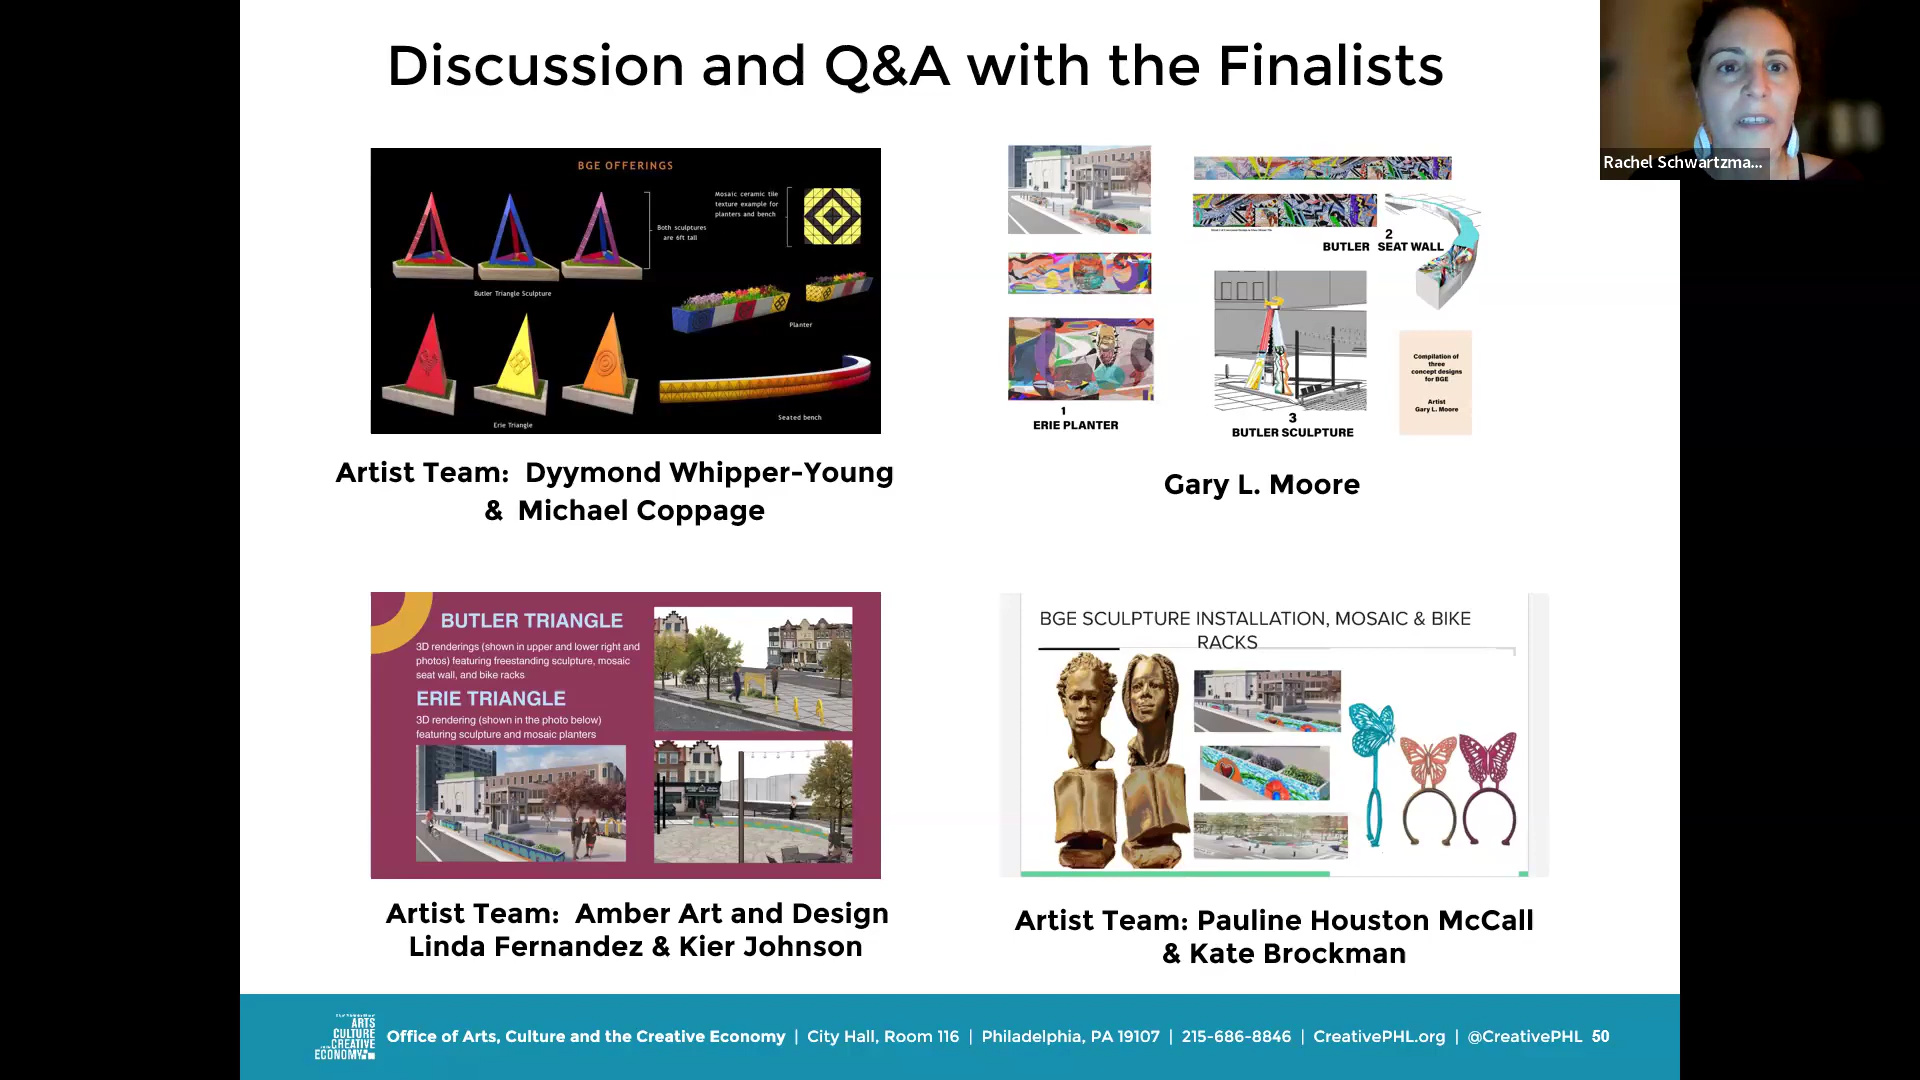 Discussion and Q&A with the Finalists
Rachel Schwartzma...
BGE OFFERINGS
Mosaic ceramic tile
texture example for
planters and bench
Both sculptures
are 6ft tall
Butler Triangle Sculpture
Planter
Seated bench
Erie Triangle
Artist Team: Dyymond Whipper-Young
& Michael Coppage
2
BUTLER SEAT WALL
Compilation of
three
concept designs
for BGE
Artist
Gary L. Moore
1
ERIE PLANTER
3
BUTLER SCULPTURE
Gary L. Moore
BUTLER TRIANGLE
3D renderings (shown in upper and lower right and
photos) featuring freestanding sculpture, mosaic
seat wall, and bike racks
ERIE TRIANGLE
3D rendering (shown in the photo below)
featuring sculpture and mosaic planters
Artist Team: Amber Art and Design
Linda Fernandez & Kier Johnson
BGE SCULPTURE INSTALLATION, MOSAIC & BIKE
RACKS
Artist Team: Pauline Houston McCall
& Kate Brockman
ARTS
CULTURE
CREATIVE
ECONOMY
Office of Arts, Culture and the Creative Economy | City Hall, Room 116 | Philadelphia, PA 19107 | 215-686-8846 | CreativePHL.org | @CreativePHL 50